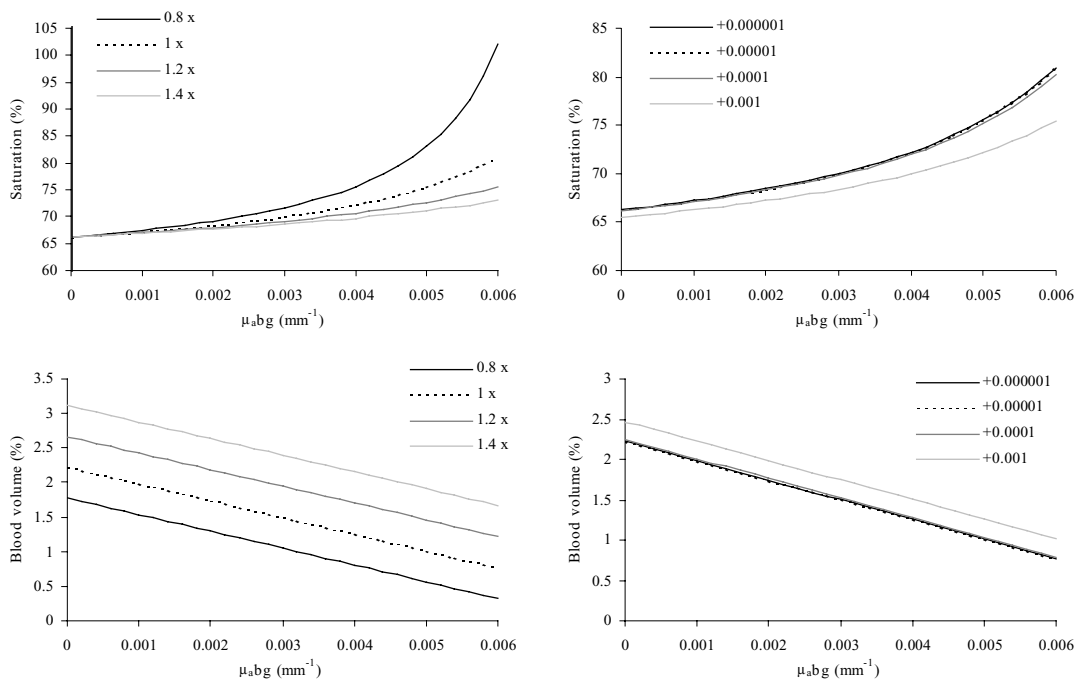 105
100
95
90
85
80
75
70
65
60
Saturation (%)
0.8 x
1 x
1.2 x
1.4 x
0 0.001 0.002 0.003 0.004 0.005 0.006
µabg (mm-1)
85
80
75
70
65
60
Saturation (%)
+0.000001
+0.00001
+0.0001
+0.001
0 0.001 0.002 0.003 0.004 0.005 0.006
µabg (mm-1)
3.5
3
2.5
2
1.5
1
0.5
0
Blood volume (%)
0.8 x
1 x
1.2 x
1.4 x
0 0.001 0.002 0.003 0.004 0.005 0.006
µabg (mm-1)
3
2.5
2
1.5
1
0.5
0
Blood volume (%)
+0.000001
+0.00001
+0.0001
+0.001
0 0.001 0.002 0.003 0.004 0.005 0.006
µabg (mm-1)